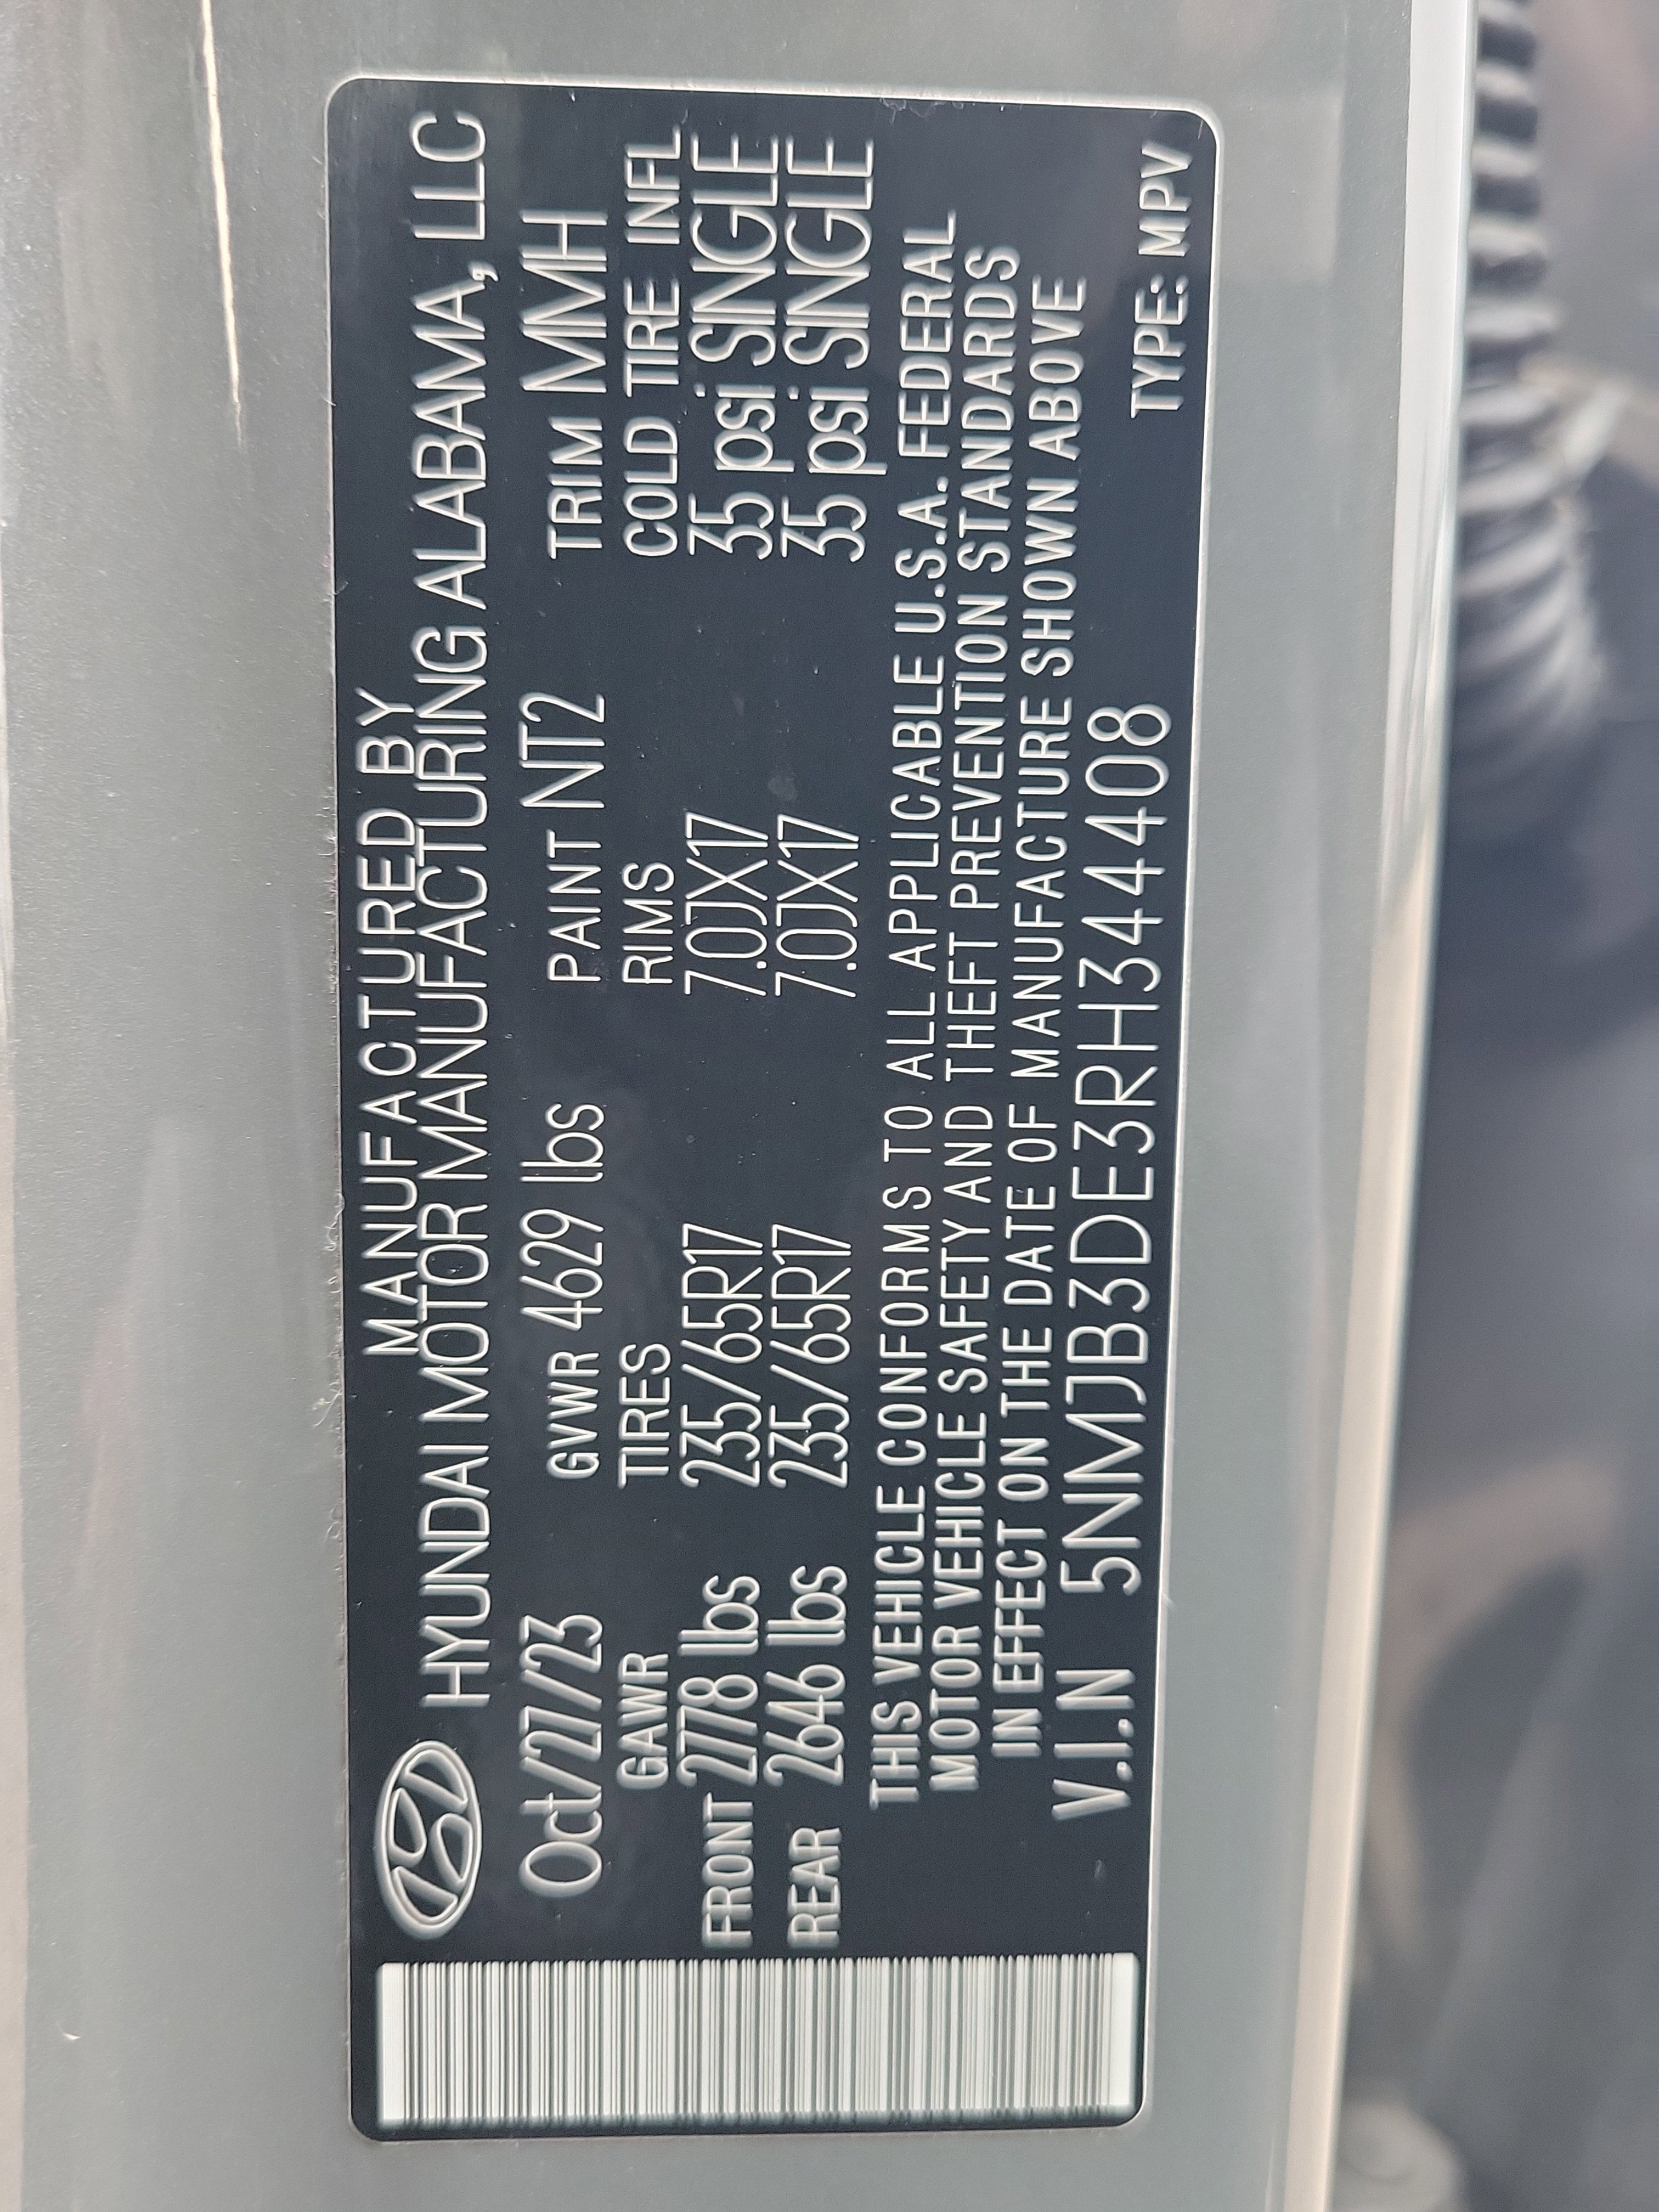 MANUFACTURED BY
HYUNDAI MOTOR MANUFACTURING ALABAMA, LLC
Oct/27/23 GVWR 4629 lbs PAINT NT2 TRIM MMH
GAWR TIRES RIMS COLD TIRE INFL
FRONT 2778 lbs 235/65R17 7.0JX17 35 psi SINGLE
REAR 2646 lbs 235/65R17 7.0JX17 35 psi SINGLE
THIS VEHICLE CONFORMS TO ALL APPLICABLE U.S.A. FEDERAL
MOTOR VEHICLE SAFETY AND THEFT PREVENTION STANDARDS
IN EFFECT ON THE DATE OF MANUFACTURE SHOWN ABOVE
V.I.N 5NMJB3DE3RH344408 TYPE: MPV